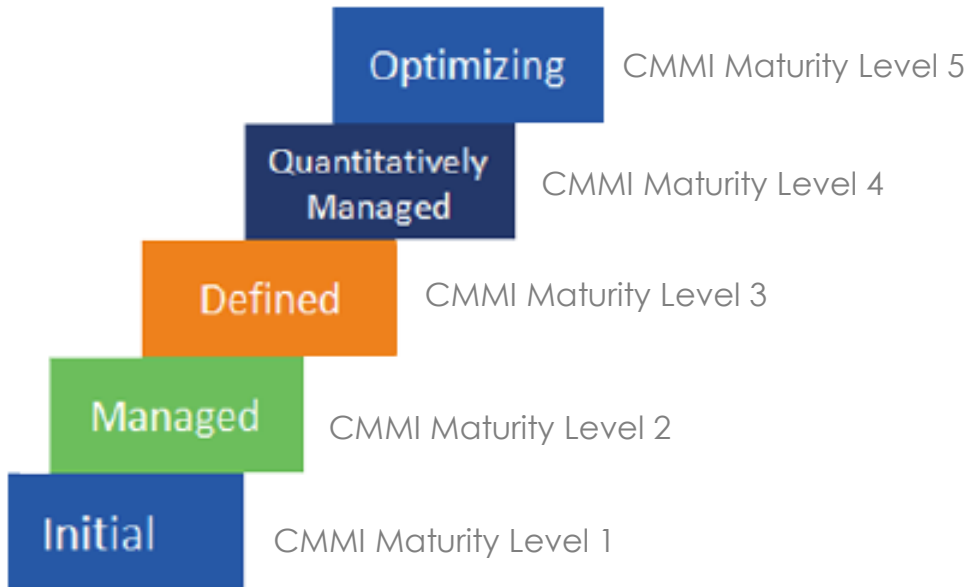 Optimizing
CMMI Maturity Level 5
Quantitatively
Managed
CMMI Maturity Level 4
Defined
CMMI Maturity Level 3
Managed
CMMI Maturity Level 2
Initial
CMMI Maturity Level 1